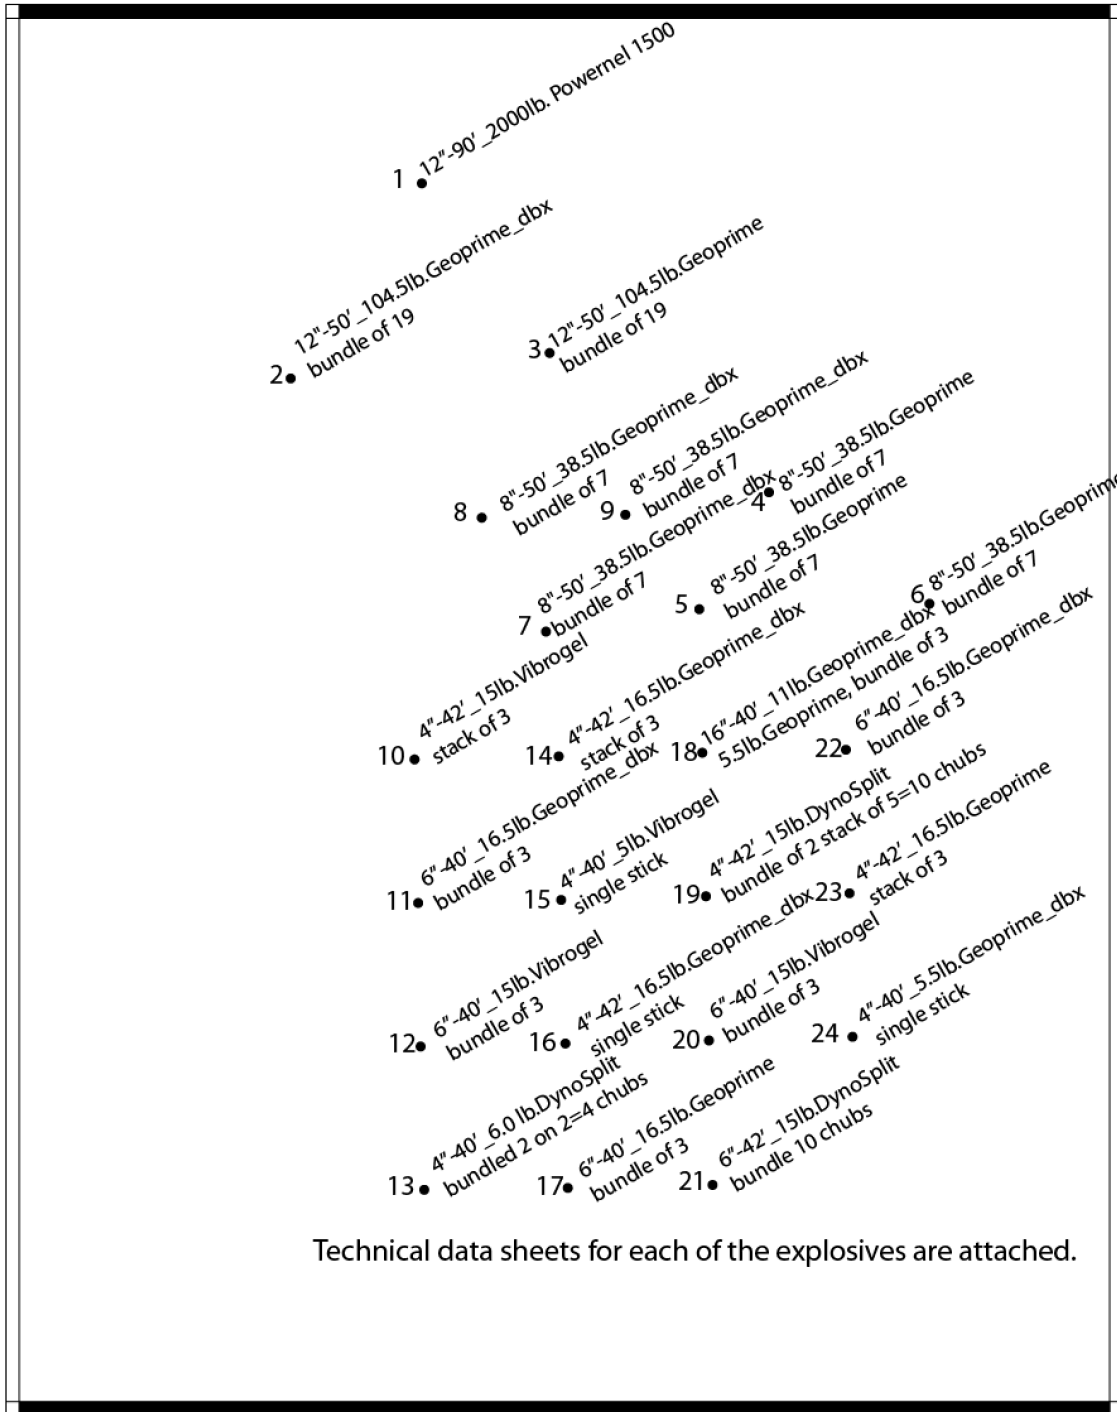 1 12"-90'_2000lb. Powernel 1500
2 12"-50'_104.5lb.Geoprime_dbx
bundle of 19
3 12"-50'_104.5lb.Geoprime
bundle of 19
8 8"-50'_38.5lb.Geoprime_dbx
bundle of 7
9 8"-50'_38.5lb.Geoprime_dbx
bundle of 7
4 8"-50'_38.5lb.Geoprime
bundle of 7
7 8"-50'_38.5lb.Geoprime_dbx
bundle of 7
5 8"-50'_38.5lb.Geoprime
bundle of 7
6 8"-50'_38.5lb.Geoprime
bundle of 7
10 4"-42'_15lb.Vibrogel
stack of 3
14 4"-42'_16.5lb.Geoprime_dbx
stack of 3
18 16"-40'_11lb.Geoprime_dbx
5.5lb.Geoprime, bundle of 3
22 6"-40'_16.5lb.Geoprime_dbx
bundle of 3
11 6"-40'_16.5lb.Geoprime_dbx
bundle of 3
15 4"-40'_5lb.Vibrogel
single stick
19 4"-42'_15lb.DynoSplit
bundle of 2 stack of 5=10 chubs
23 4"-42'_16.5lb.Geoprime
stack of 3
12 6"-40'_15lb.Vibrogel
bundle of 3
16 4"-42'_16.5lb.Geoprime_dbx
single stick
20 6"-40'_15lb.Vibrogel
bundle of 3
24 4"-40'_5.5lb.Geoprime_dbx
single stick
13 4"-40'_6.0 lb.DynoSplit
bundled 2 on 2=4 chubs
17 6"-40'_16.5lb.Geoprime
bundle of 3
21 6"-42'_15lb.DynoSplit
bundle 10 chubs
Technical data sheets for each of the explosives are attached.